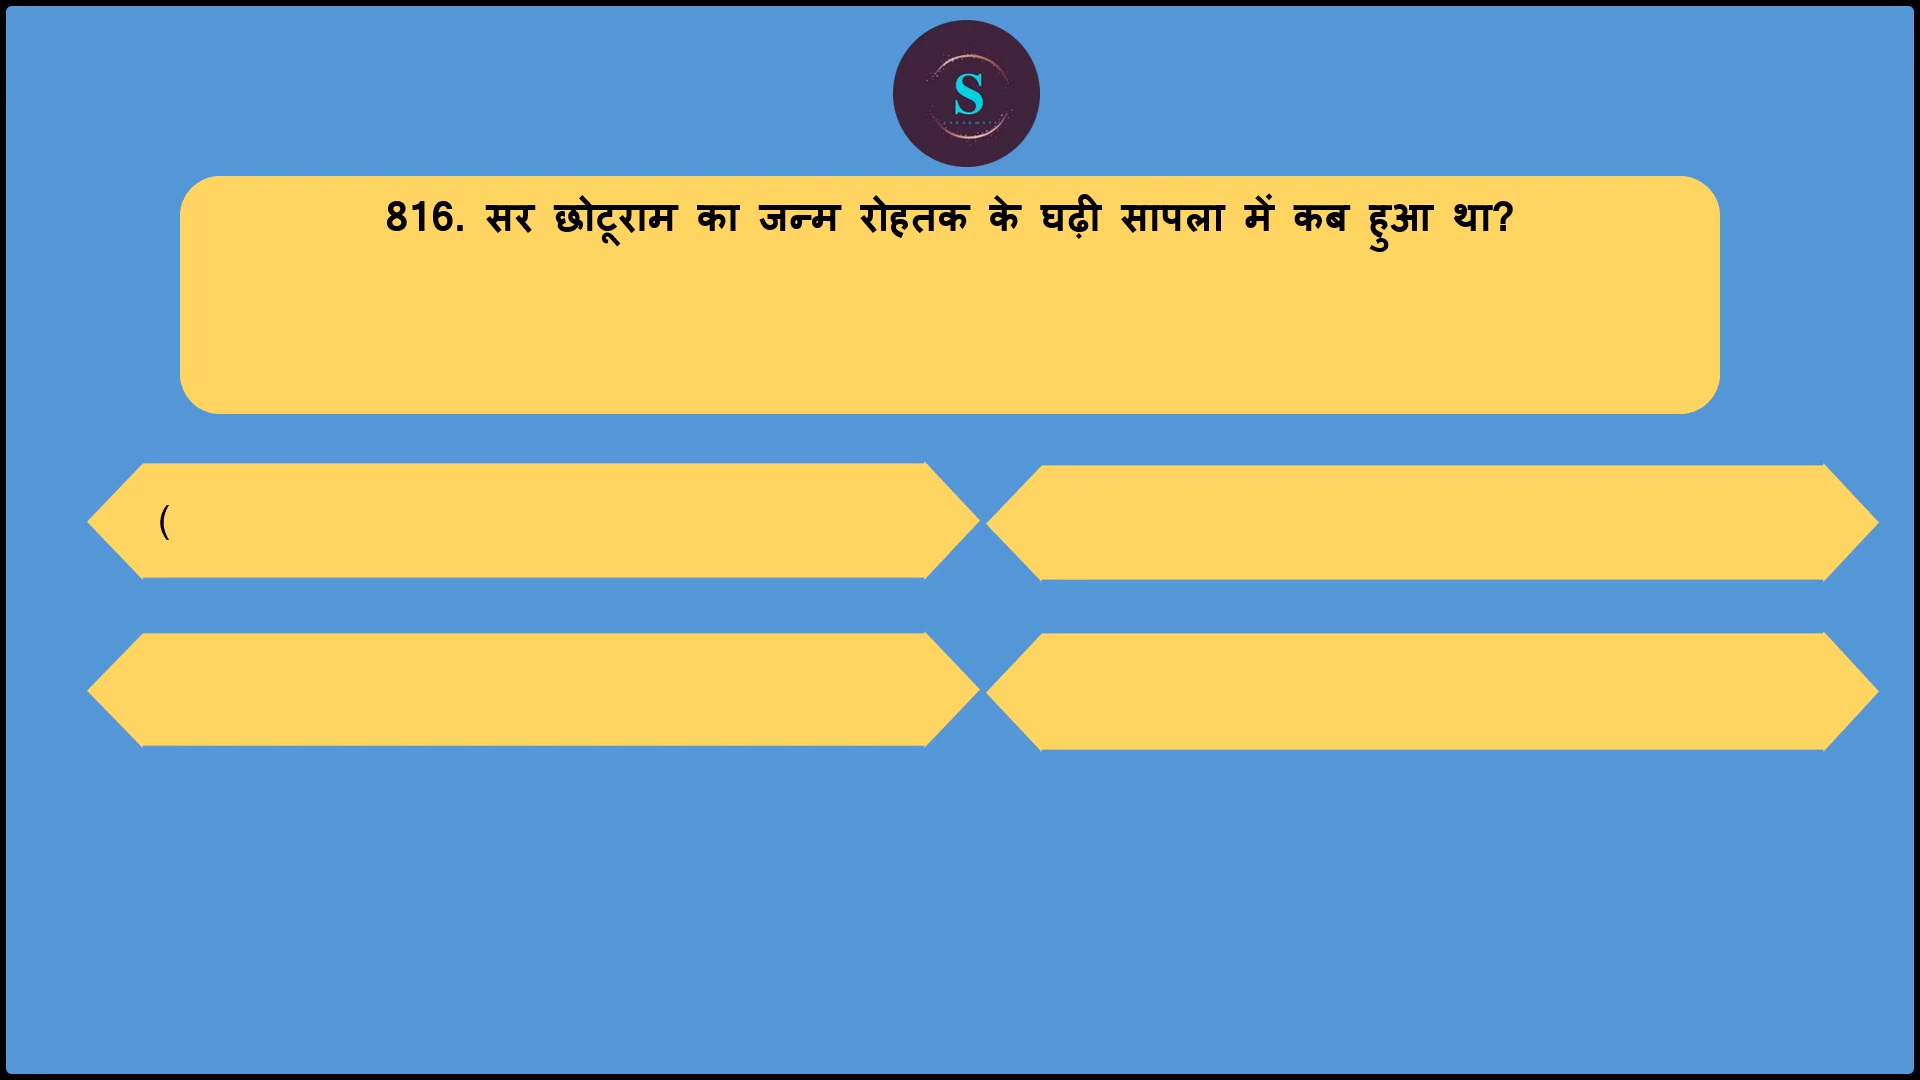 S
816. सर छोटूराम का जन्म रोहतक के घढ़ी सापला में कब हुआ था?
(